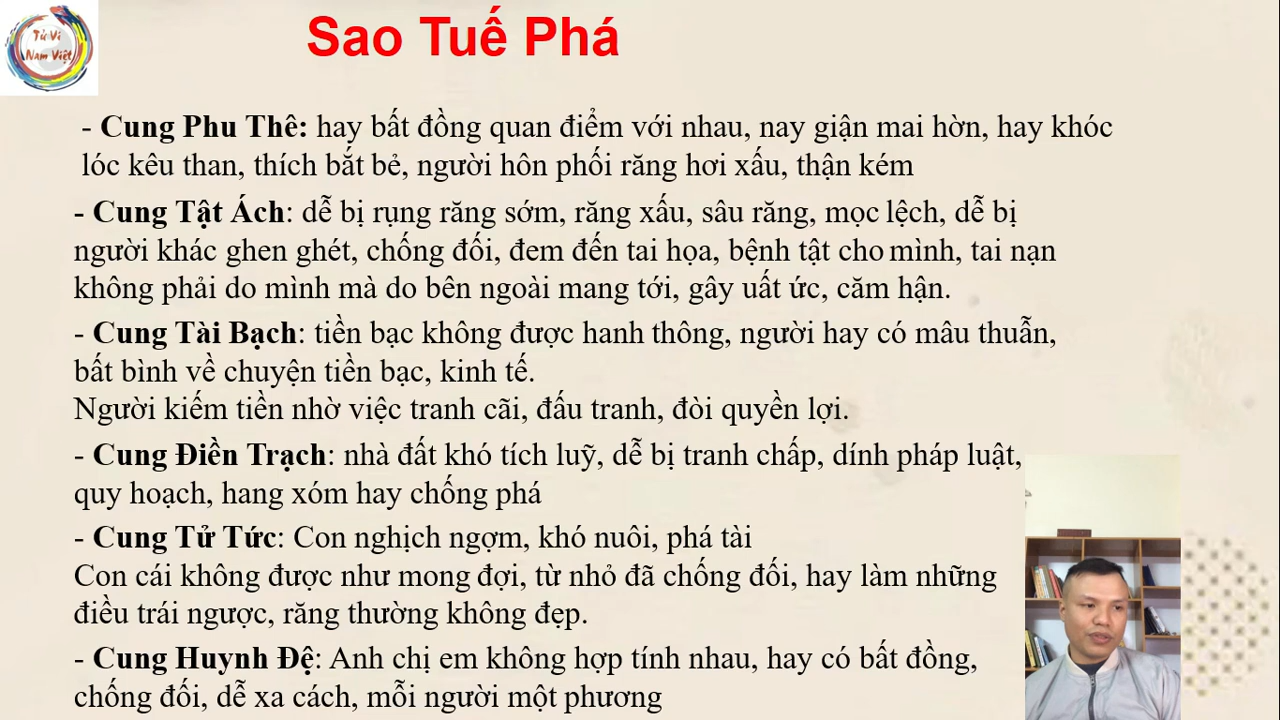 Tử Vi
Nam Việt
Sao Tuế Phá
- Cung Phu Thê: hay bất đồng quan điểm với nhau, nay giận mai hờn, hay khóc
lóc kêu than, thích bắt bẻ, người hôn phối răng hơi xấu, thận kém
- Cung Tật Ách: dễ bị rụng răng sớm, răng xấu, sâu răng, mọc lệch, dễ bị
người khác ghen ghét, chống đối, đem đến tai họa, bệnh tật cho mình, tai nạn
không phải do mình mà do bên ngoài mang tới, gây uất ức, căm hận.
- Cung Tài Bạch: tiền bạc không được hanh thông, người hay có mâu thuẫn,
bất bình về chuyện tiền bạc, kinh tế.
Người kiếm tiền nhờ việc tranh cãi, đấu tranh, đòi quyền lợi.
- Cung Điền Trạch: nhà đất khó tích luỹ, dễ bị tranh chấp, dính pháp luật,
quy hoạch, hang xóm hay chống phá
- Cung Tử Tức: Con nghịch ngợm, khó nuôi, phá tài
Con cái không được như mong đợi, từ nhỏ đã chống đối, hay làm những
điều trái ngược, răng thường không đẹp.
- Cung Huynh Đệ: Anh chị em không hợp tính nhau, hay có bất đồng,
chống đối, dễ xa cách, mỗi người một phương